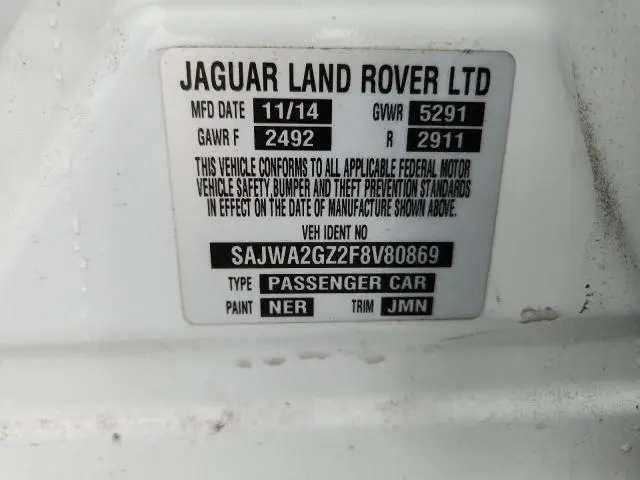 JAGUAR LAND ROVER LTD
MFD DATE 11/14 GVWR 5291
GAWR F 2492 R 2911
THIS VEHICLE CONFORMS TO ALL APPLICABLE FEDERAL MOTOR
VEHICLE SAFETY,BUMPER AND THEFT PREVENTION STANDARDS
IN EFFECT ON THE DATE OF MANUFACTURE SHOWN ABOVE.
VEH IDENT NO
SAJWA2GZ2F8V80869
TYPE PASSENGER CAR
PAINT NER TRIM JMN